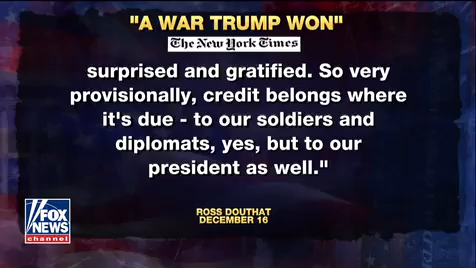 "A WAR TRUMP WON"
The New York Times
surprised and gratified. So very
provisionally, credit belongs where
it's due - to our soldiers and
diplomats, yes, but to our
president as well."
ROSS DOUTHAT
DECEMBER 16
FOX
NEWS
channel